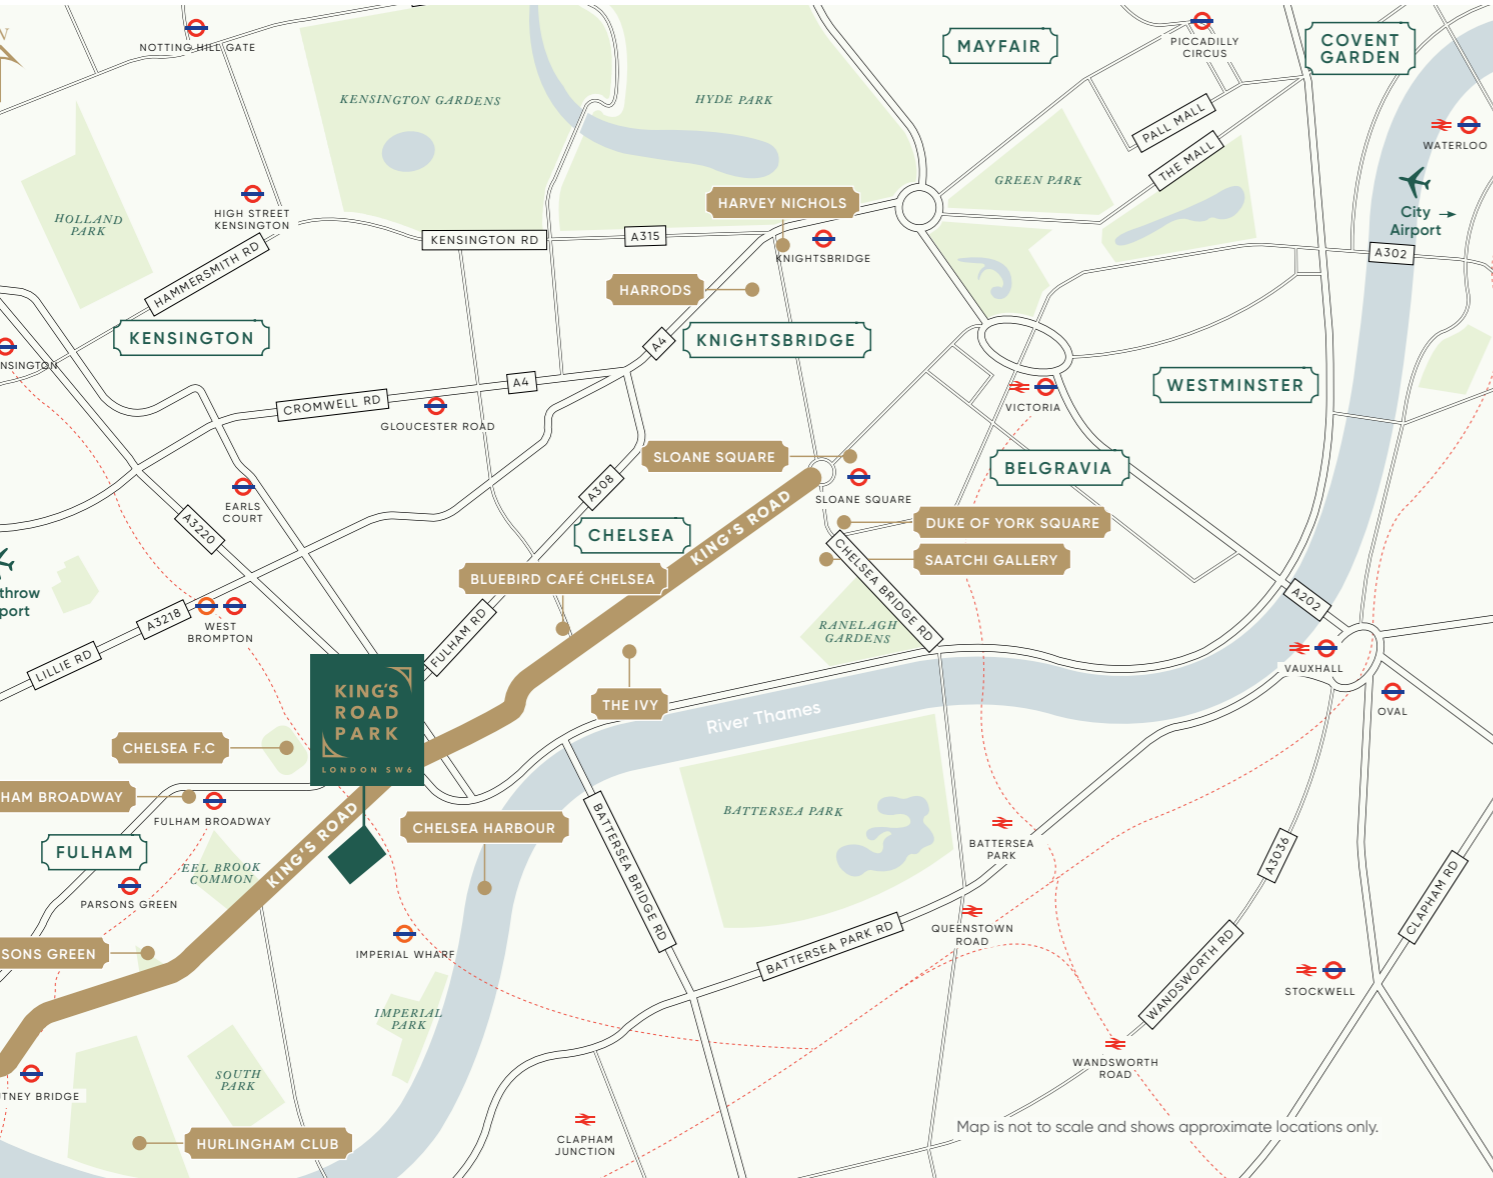 N
NOTTING HILL GATE
MAYFAIR
PICCADILLY
CIRCUS
COVENT
GARDEN
KENSINGTON GARDENS
HYDE PARK
PALL MALL
THE MALL
WATERLOO
GREEN PARK
City
Airport
HOLLAND
PARK
HIGH STREET
KENSINGTON
HARVEY NICHOLS
HAMMERSMITH RD
KENSINGTON RD
A315
KNIGHTSBRIDGE
A302
HARRODS
KENSINGTON
KNIGHTSBRIDGE
A4
NSINGTON
A4
CROMWELL RD
GLOUCESTER ROAD
VICTORIA
WESTMINSTER
SLOANE SQUARE
BELGRAVIA
SLOANE SQUARE
A308
EARLS
COURT
A3220
CHELSEA
KING'S ROAD
DUKE OF YORK SQUARE
CHELSEA BRIDGE RD
SAATCHI GALLERY
BLUEBIRD CAFÉ CHELSEA
throw
port
A202
A3218
WEST
BROMPTON
FULHAM RD
RANELAGH
GARDENS
LILLIE RD
VAUXHALL
KING'S
ROAD
PARK
LONDON SW6
THE IVY
River Thames
OVAL
CHELSEA F.C
HAM BROADWAY
FULHAM BROADWAY
KING'S ROAD
CHELSEA HARBOUR
BATTERSEA PARK
BATTERSEA
PARK
FULHAM
EEL BROOK
COMMON
BATTERSEA BRIDGE RD
A3036
CLAPHAM RD
PARSONS GREEN
QUEENSTOWN
ROAD
BATTERSEA PARK RD
SONS GREEN
IMPERIAL WHARF
WANDSWORTH RD
STOCKWELL
IMPERIAL
PARK
SOUTH
PARK
WANDSWORTH
ROAD
TNEY BRIDGE
HURLINGHAM CLUB
CLAPHAM
JUNCTION
Map is not to scale and shows approximate locations only.